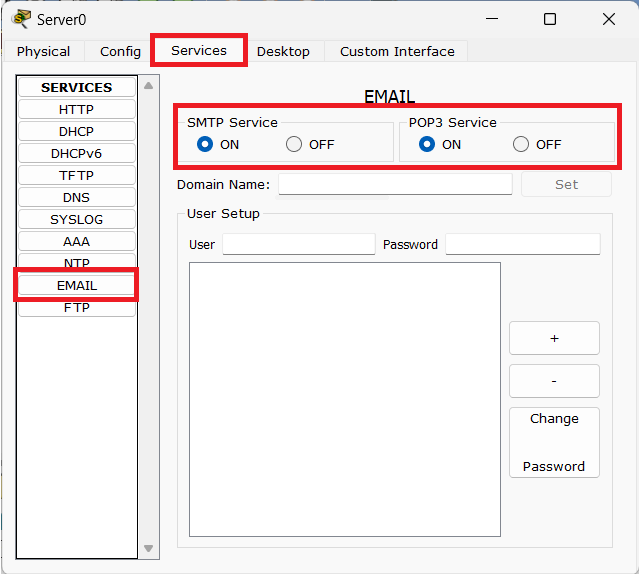 Server0
Physical Config Services Desktop Custom Interface
SERVICES
HTTP
DHCP
DHCPv6
TFTP
DNS
SYSLOG
AAA
NTP
EMAIL
FTP
EMAIL
SMTP Service
ON OFF
POP3 Service
ON OFF
Domain Name: Set
User Setup
User Password
+
-
Change
Password